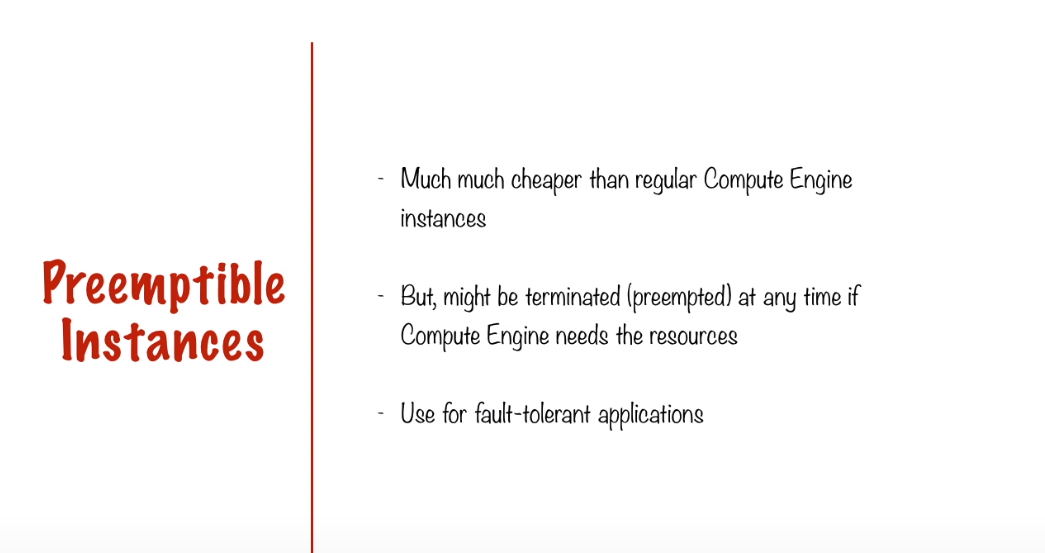 Preemptible
Instances
- Much much cheaper than regular Compute Engine
instances
- But, might be terminated (preempted) at any time if
Compute Engine needs the resources
- Use for fault-tolerant applications